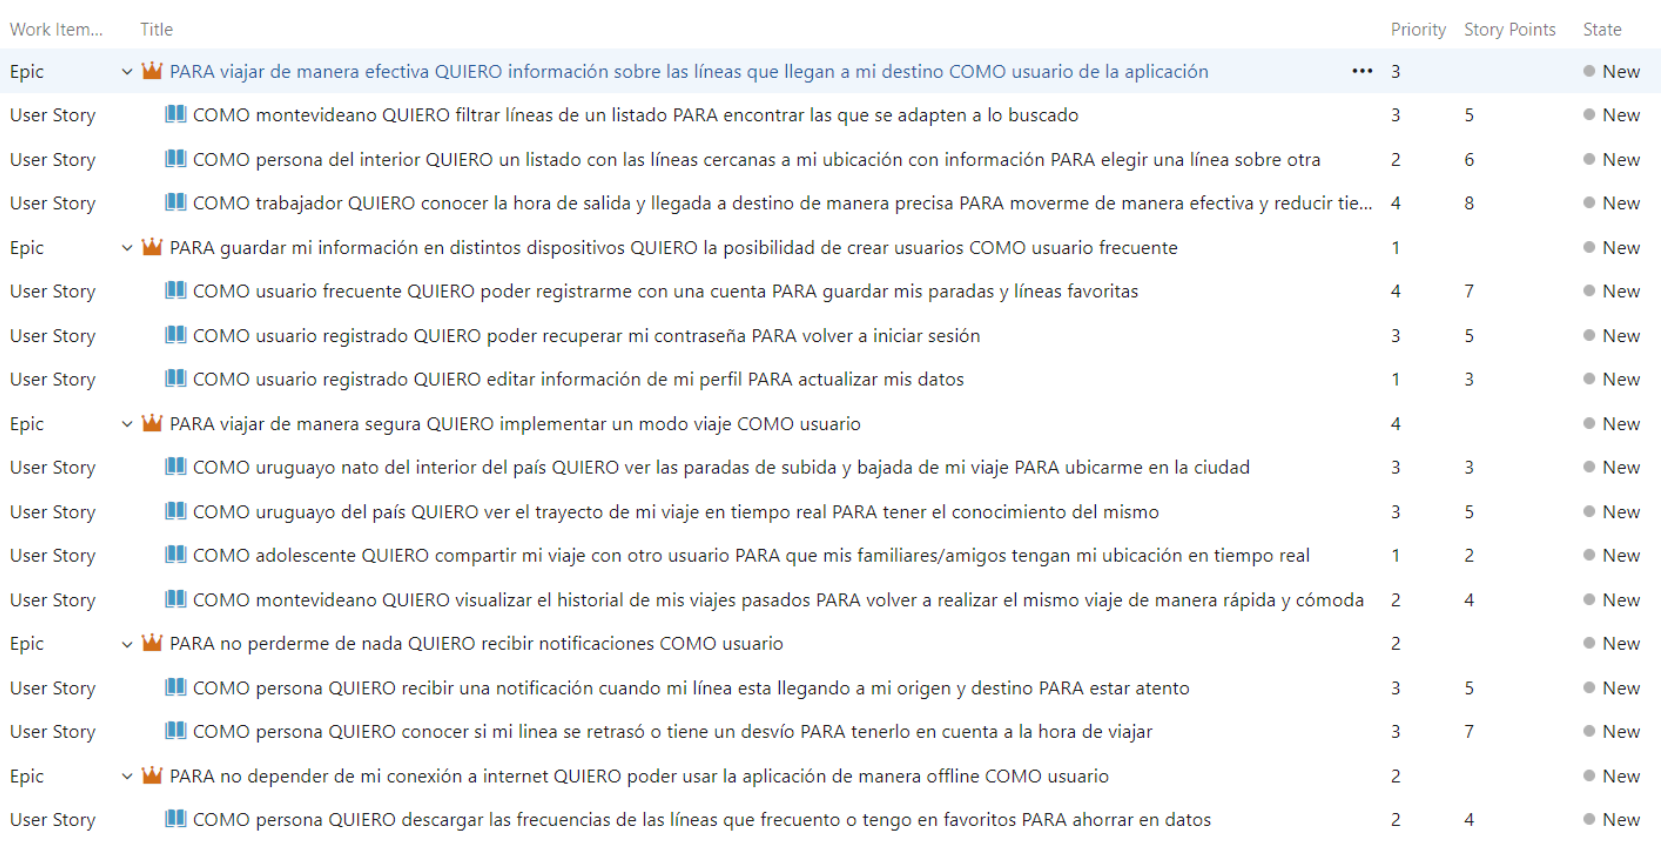 Work Item... Title Priority Story Points State
Epic PARA viajar de manera efectiva QUIERO información sobre las líneas que llegan a mi destino COMO usuario de la aplicación ••• 3 New
User Story COMO montevideano QUIERO filtrar líneas de un listado PARA encontrar las que se adapten a lo buscado 3 5 New
User Story COMO persona del interior QUIERO un listado con las líneas cercanas a mi ubicación con información PARA elegir una línea sobre otra 2 6 New
User Story COMO trabajador QUIERO conocer la hora de salida y llegada a destino de manera precisa PARA moverme de manera efectiva y reducir tie... 4 8 New
Epic PARA guardar mi información en distintos dispositivos QUIERO la posibilidad de crear usuarios COMO usuario frecuente 1 New
User Story COMO usuario frecuente QUIERO poder registrarme con una cuenta PARA guardar mis paradas y líneas favoritas 4 7 New
User Story COMO usuario registrado QUIERO poder recuperar mi contraseña PARA volver a iniciar sesión 3 5 New
User Story COMO usuario registrado QUIERO editar información de mi perfil PARA actualizar mis datos 1 3 New
Epic PARA viajar de manera segura QUIERO implementar un modo viaje COMO usuario 4 New
User Story COMO uruguayo nato del interior del país QUIERO ver las paradas de subida y bajada de mi viaje PARA ubicarme en la ciudad 3 3 New
User Story COMO uruguayo del país QUIERO ver el trayecto de mi viaje en tiempo real PARA tener el conocimiento del mismo 3 5 New
User Story COMO adolescente QUIERO compartir mi viaje con otro usuario PARA que mis familiares/amigos tengan mi ubicación en tiempo real 1 2 New
User Story COMO montevideano QUIERO visualizar el historial de mis viajes pasados PARA volver a realizar el mismo viaje de manera rápida y cómoda 2 4 New
Epic PARA no perderme de nada QUIERO recibir notificaciones COMO usuario 2 New
User Story COMO persona QUIERO recibir una notificación cuando mi línea esta llegando a mi origen y destino PARA estar atento 3 5 New
User Story COMO persona QUIERO conocer si mi linea se retrasó o tiene un desvío PARA tenerlo en cuenta a la hora de viajar 3 7 New
Epic PARA no depender de mi conexión a internet QUIERO poder usar la aplicación de manera offline COMO usuario 2 New
User Story COMO persona QUIERO descargar las frecuencias de las líneas que frecuento o tengo en favoritos PARA ahorrar en datos 2 4 New